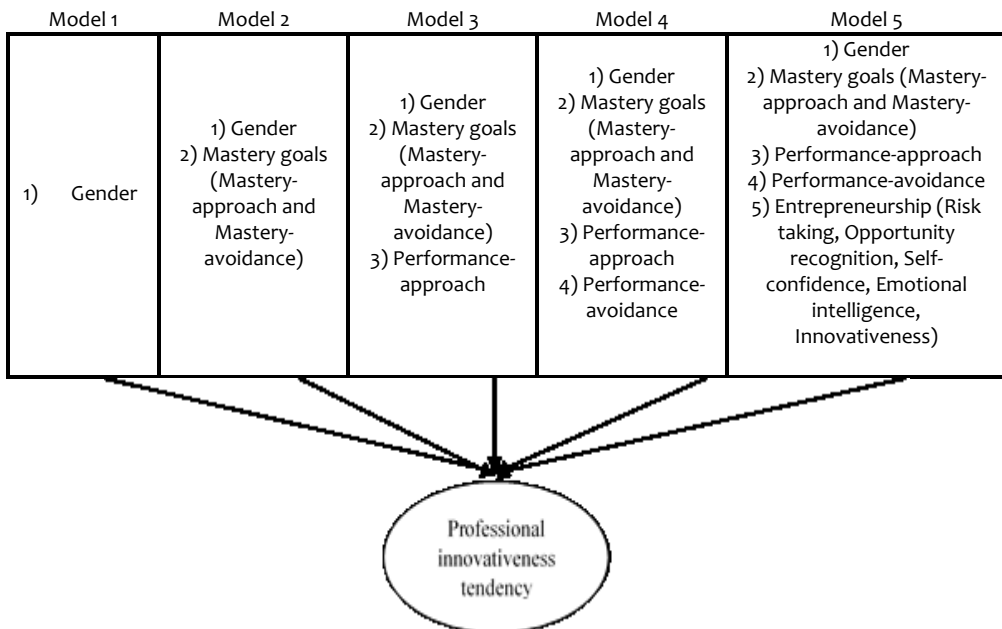 Model 1
Model 2
Model 3
Model 4
Model 5
1) Gender
1) Gender
2) Mastery goals
(Mastery-
approach and
Mastery-
avoidance)
1) Gender
2) Mastery goals
(Mastery-
approach and
Mastery-
avoidance)
3) Performance-
approach
1) Gender
2) Mastery goals
(Mastery-
approach and
Mastery-
avoidance)
3) Performance-
approach
4) Performance-
avoidance
1) Gender
2) Mastery goals (Mastery-
approach and Mastery-
avoidance)
3) Performance-approach
4) Performance-avoidance
5) Entrepreneurship (Risk
taking, Opportunity
recognition, Self-
confidence, Emotional
intelligence,
Innovativeness)
Professional
innovativeness
tendency